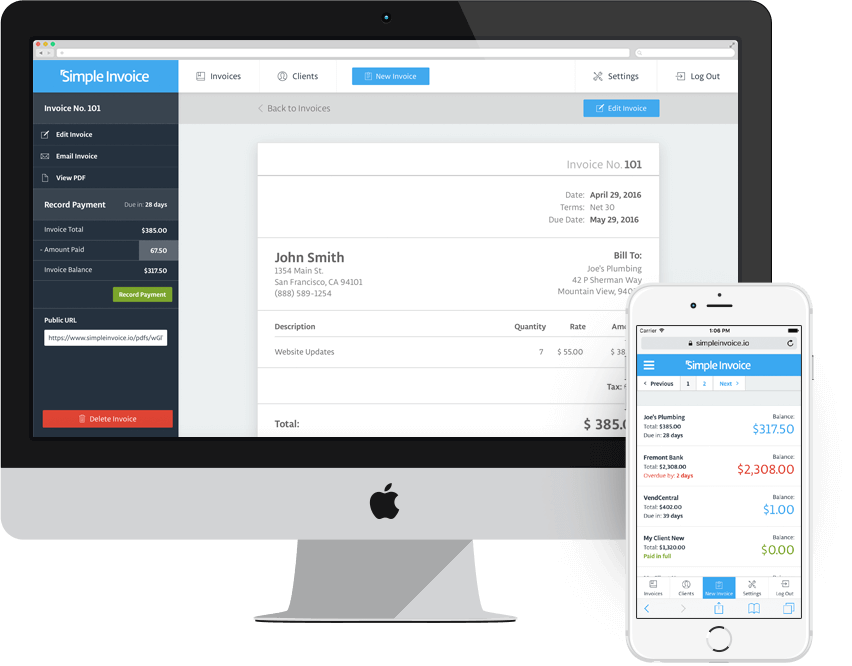 Simple Invoice
Invoices
Clients
New Invoice
Settings
Log Out
Invoice No. 101
Back to Invoices
Edit Invoice
Edit Invoice
Email Invoice
View PDF
Record Payment Due in: 28 days
Invoice Total $385.00
- Amount Paid 67.50
Invoice Balance $317.50
Record Payment
Public URL
https://www.simpleinvoice.io/pdfs/wGl
Delete Invoice
Invoice No. 101
Date: April 29, 2016
Terms: Net 30
Due Date: May 29, 2016
John Smith
1354 Main St.
San Francisco, CA 94101
(888) 589-1254
Bill To:
Joe's Plumbing
42 P Sherman Way
Mountain View, 940
Description Quantity Rate Am
Website Updates 7 $ 55.00 $ 38
Tax:
Total: $ 385.0
Carrier 1:06 PM
simpleinvoice.io
Simple Invoice
Previous 1 2 Next
Joe's Plumbing
Total: $385.00
Due in: 28 days
Balance:
$317.50
Fremont Bank
Total: $2,308.00
Overdue by: 2 days
Balance:
$2,308.00
VendCentral
Total: $402.00
Due in: 39 days
Balance:
$1.00
My Client New
Total: $1,320.00
Paid in full
Balance:
$0.00
Invoices
Clients
New Invoice
Settings
Log Out